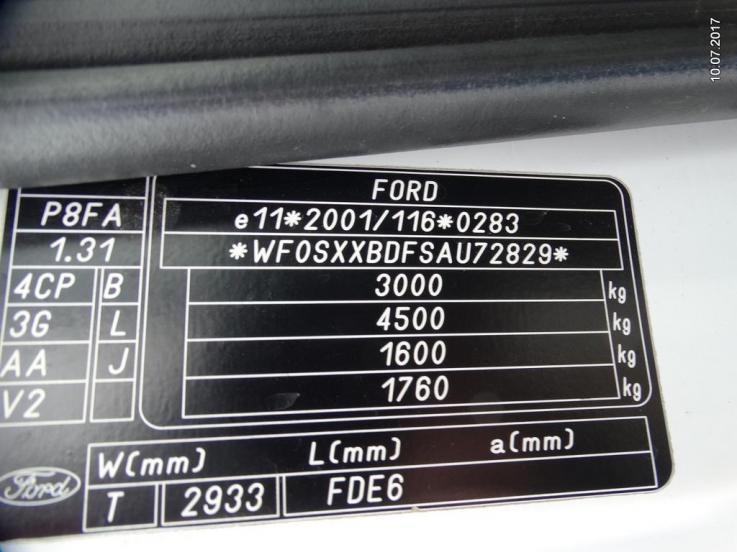 10.07.2017
FORD
P8FA e11*2001/116*0283
1.31 *WF0SXXBDFSAU72829*
4CP B 3000 kg
3G L 4500 kg
AA J 1600 kg
V2 1760 kg
W(mm) L(mm) a(mm)
Ford T 2933 FDE6